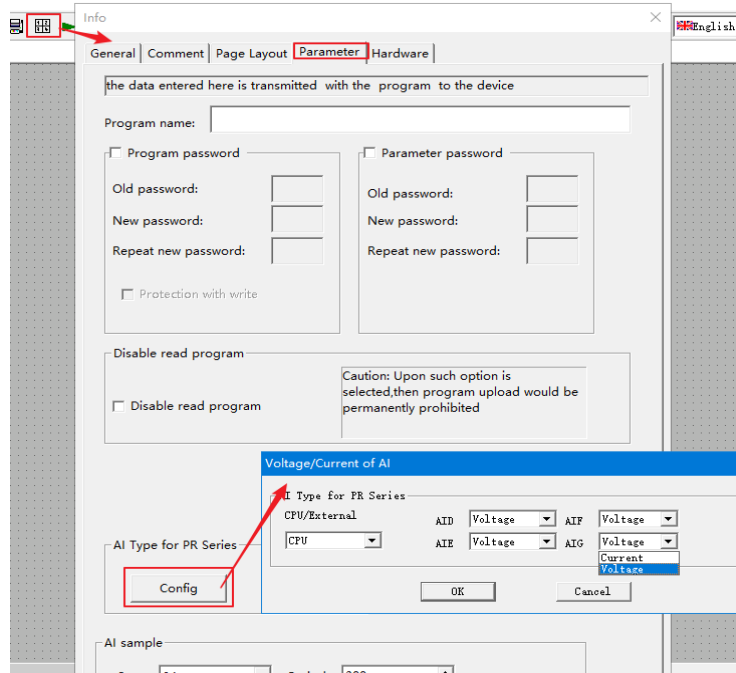 Info
English
General Comment Page Layout Parameter Hardware
the data entered here is transmitted with the program to the device
Program name:
Program password
Parameter password
Old password:
Old password:
New password:
New password:
Repeat new password:
Repeat new password:
Protection with write
Disable read program
Disable read program
Caution: Upon such option is
selected,then program upload would be
permanently prohibited
Voltage/Current of AI
AI Type for PR Series
CPU/External
AID Voltage AIF Voltage
CPU
AIE Voltage AIG Voltage
Current
Voltage
AI Type for PR Series
Config
OK Cancel
AI sample